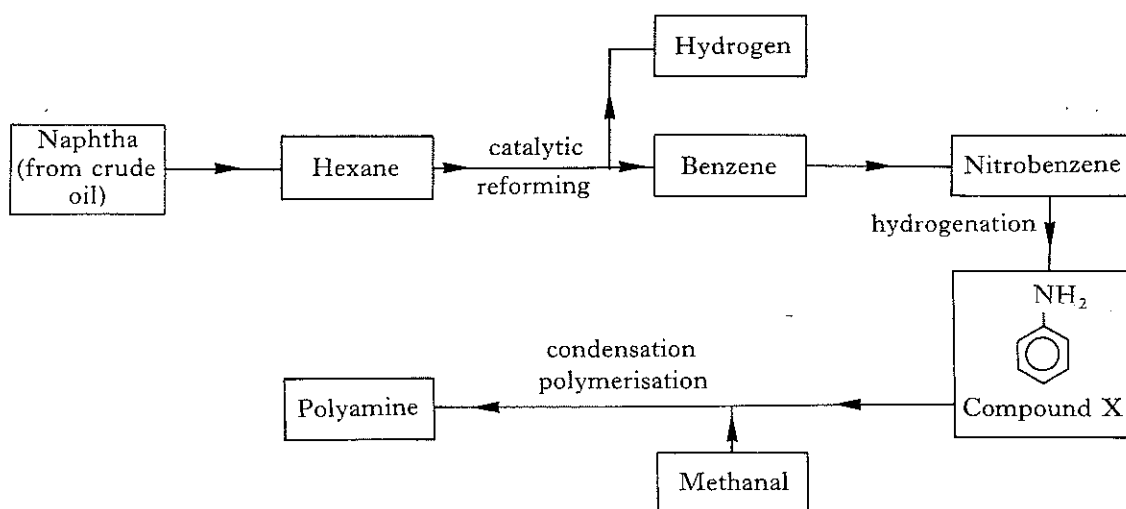 Hydrogen
Naphtha
(from crude
oil)
Hexane
catalytic
reforming
Benzene
Nitrobenzene
hydrogenation
NH₂
Compound X
condensation
polymerisation
Polyamine
Methanal